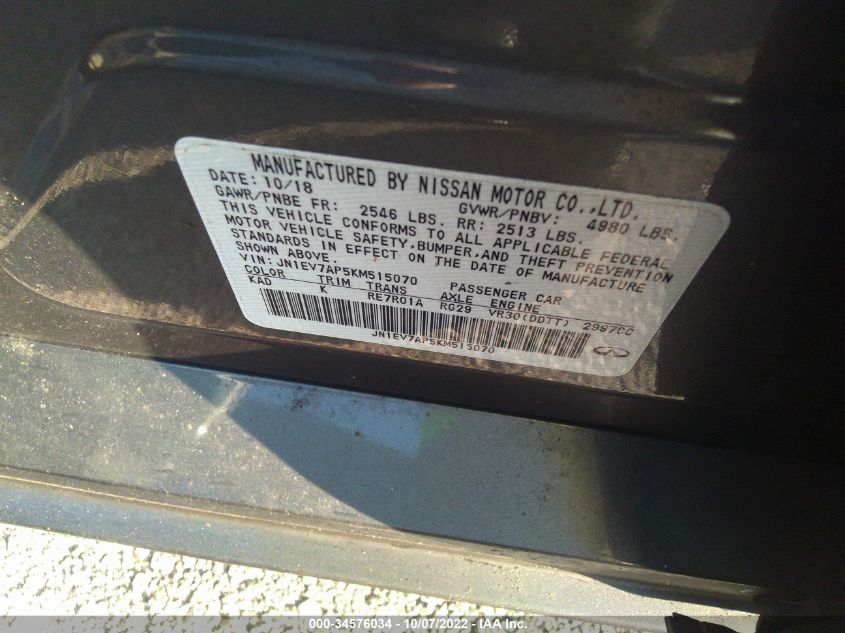 MANUFACTURED BY NISSAN MOTOR CO.,LTD.
DATE: 10/18 GVWR/PNBV: 4980 LBS.
GAWR/PNBE FR: 2546 LBS. RR: 2513 LBS.
THIS VEHICLE CONFORMS TO ALL APPLICABLE FEDERAL
MOTOR VEHICLE SAFETY,BUMPER,AND THEFT PREVENTION
STANDARDS IN EFFECT ON THE DATE OF MANUFACTURE
SHOWN ABOVE.
VIN: JN1EV7AP5KM515070 PASSENGER CAR
COLOR TRIM TRANS AXLE ENGINE
KAD K RE7R01A RG29 VR30(DDTT) 2997CC
JN1EV7AP5KM515070
000-34576034 - 10/07/2022 - IAA Inc.